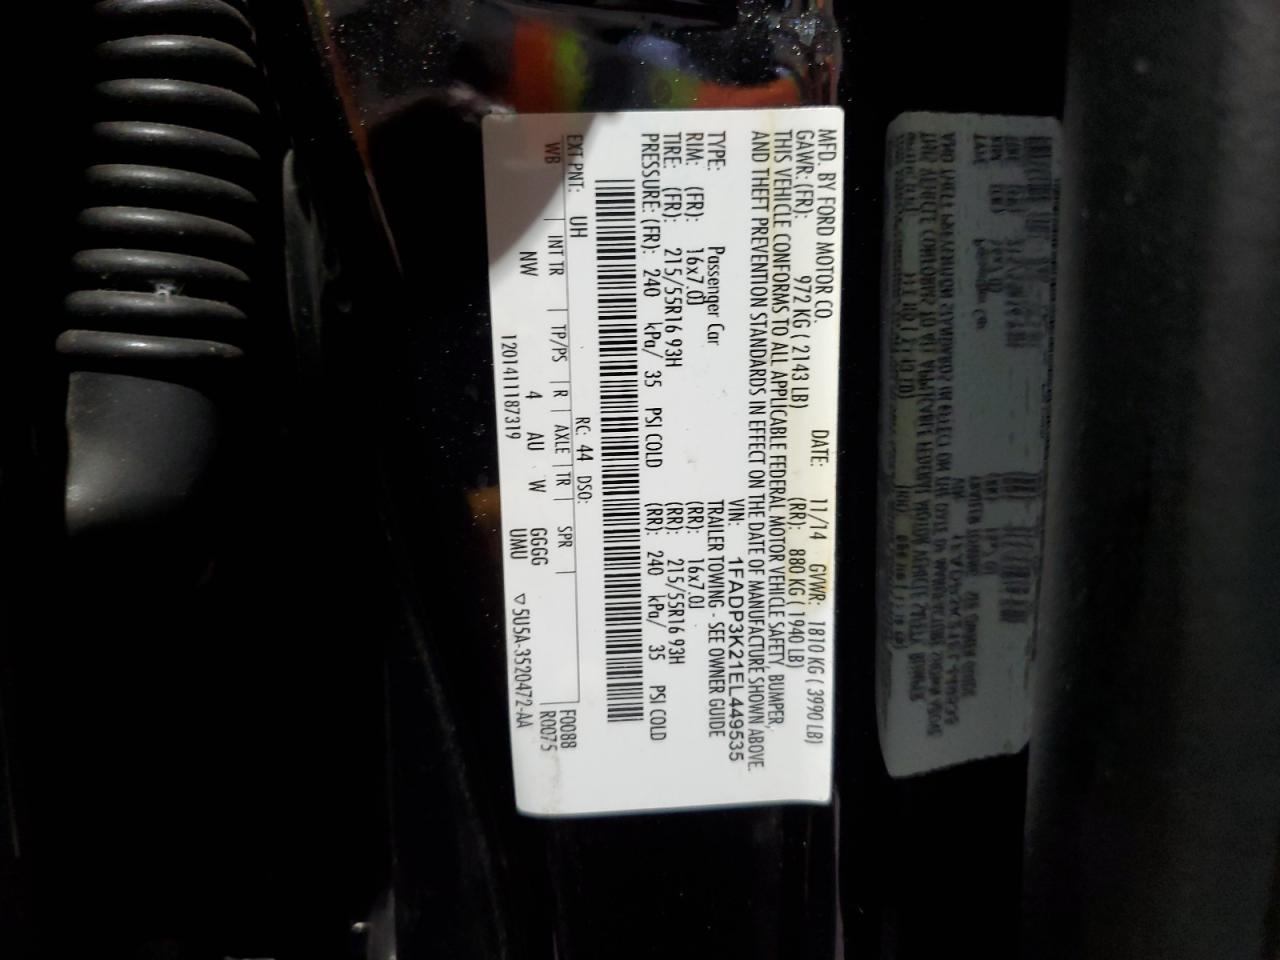 MFD. BY FORD MOTOR CO. DATE: 11/14 GVWR: 1810 KG ( 3990 LB)
GAWR: (FR): 972 KG ( 2143 LB) (RR): 880 KG ( 1940 LB)
THIS VEHICLE CONFORMS TO ALL APPLICABLE FEDERAL MOTOR VEHICLE SAFETY, BUMPER,
AND THEFT PREVENTION STANDARDS IN EFFECT ON THE DATE OF MANUFACTURE SHOWN ABOVE.
VIN: 1FADP3K21EL449535
TYPE: Passenger Car TRAILER TOWING - SEE OWNER GUIDE
RIM: (FR): 16x7.0J (RR): 16x7.0J
TIRE: (FR): 215/55R16 93H (RR): 215/55R16 93H
PRESSURE: (FR): 240 kPa/ 35 PSI COLD (RR): 240 kPa/ 35 PSI COLD
EXT PNT: UH RC: 44 DSO: F0088
WB INT TR TP/PS R AXLE TR SPR R0075
NW 4 AU W GGGG
UMU
1201411187319 ▽5U5A-3520472-AA